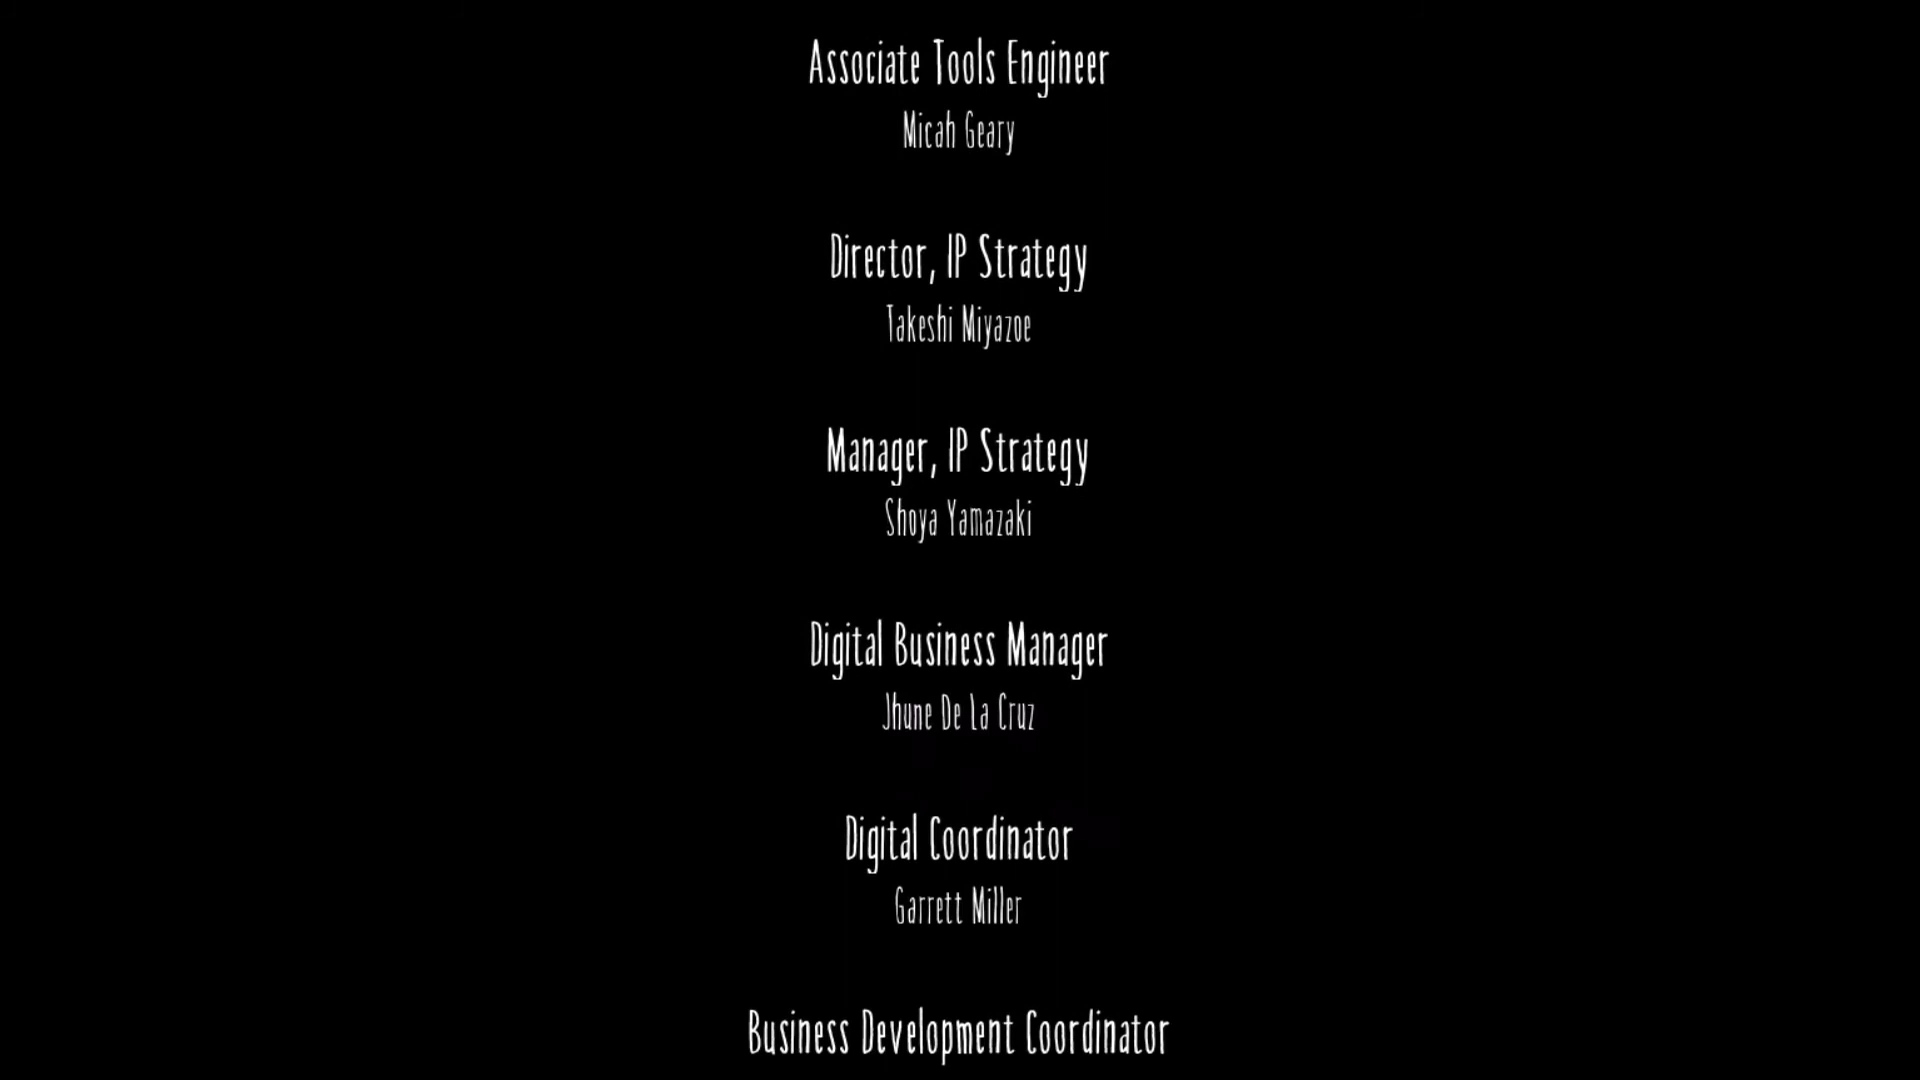 Associate Tools Engineer
Micah Geary
Director, IP Strategy
Takeshi Miyazoe
Manager, IP Strategy
Shoya Yamazaki
Digital Business Manager
Jhune De La Cruz
Digital Coordinator
Garrett Miller
Business Development Coordinator